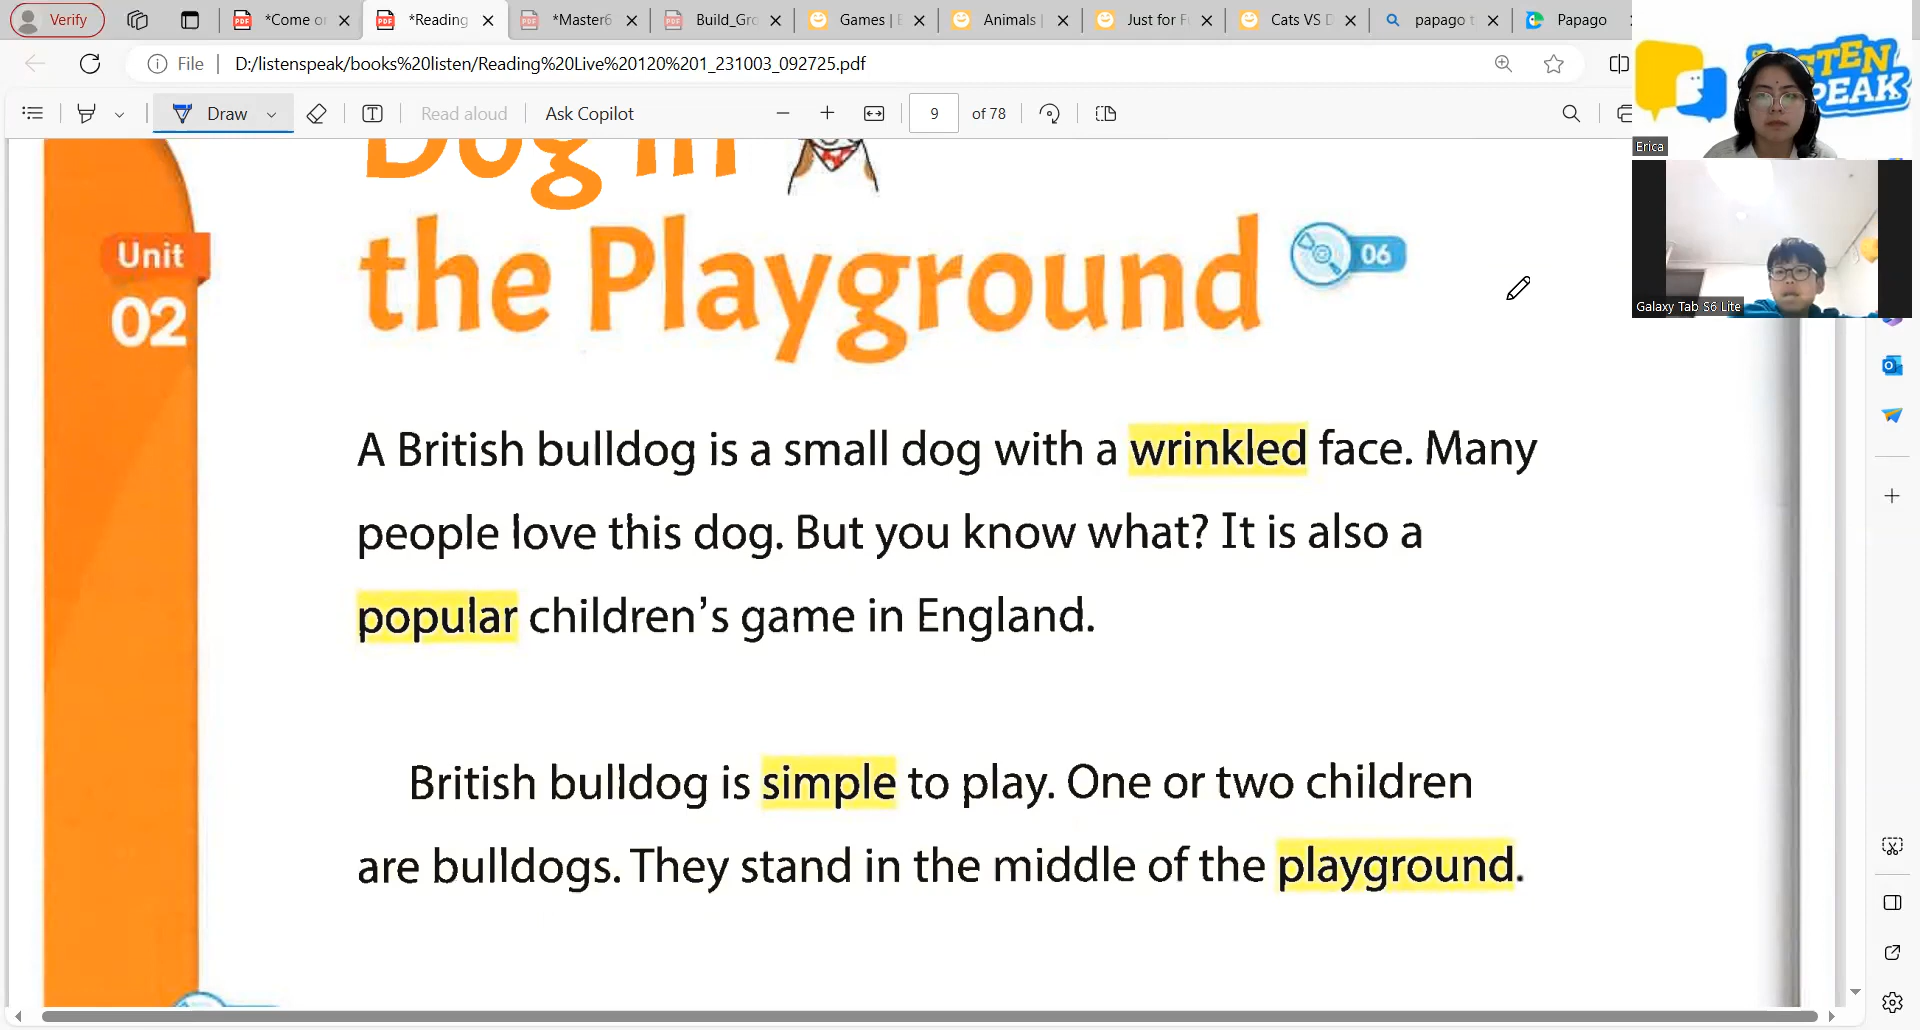 Verify
*Come o
*Reading
*Master6
Build_Gr
Games |
Animals |
Just for F
Cats VS D
papago t
Papago
File
D:/listenspeak/books%20listen/Reading%20Live%20120%201_231003_092725.pdf
Draw
Read aloud
Ask Copilot
9
of 78
LISTEN
SPEAK
Erica
Galaxy Tab S6 Lite
Dog in
the Playground
06
Unit
02
A British bulldog is a small dog with a wrinkled face. Many
people love this dog. But you know what? It is also a
popular children's game in England.
British bulldog is simple to play. One or two children
are bulldogs. They stand in the middle of the playground.